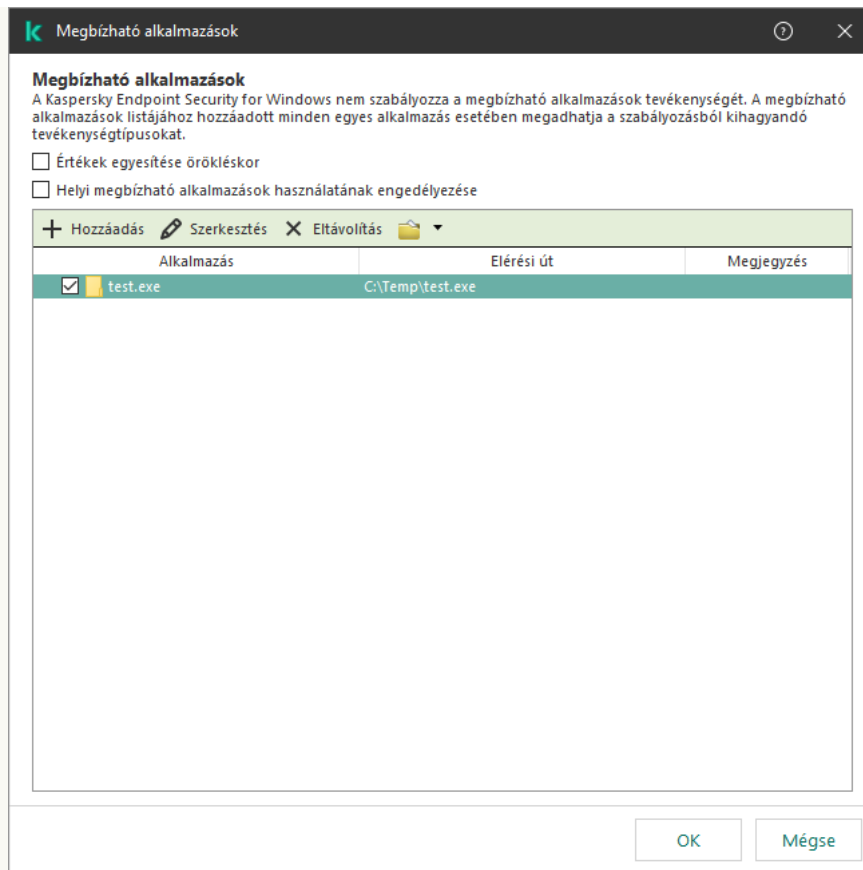 Megbízható alkalmazások
Megbízható alkalmazások
A Kaspersky Endpoint Security for Windows nem szabályozza a megbízható alkalmazások tevékenységét. A megbízható
alkalmazások listájához hozzáadott minden egyes alkalmazás esetében megadhatja a szabályozásból kihagyandó
tevékenységtípusokat.
Értékek egyesítése örökléskor
Helyi megbízható alkalmazások használatának engedélyezése
Hozzáadás Szerkesztés Eltávolítás
Alkalmazás Elérési út Megjegyzés
test.exe C:\Temp\test.exe
OK Mégse